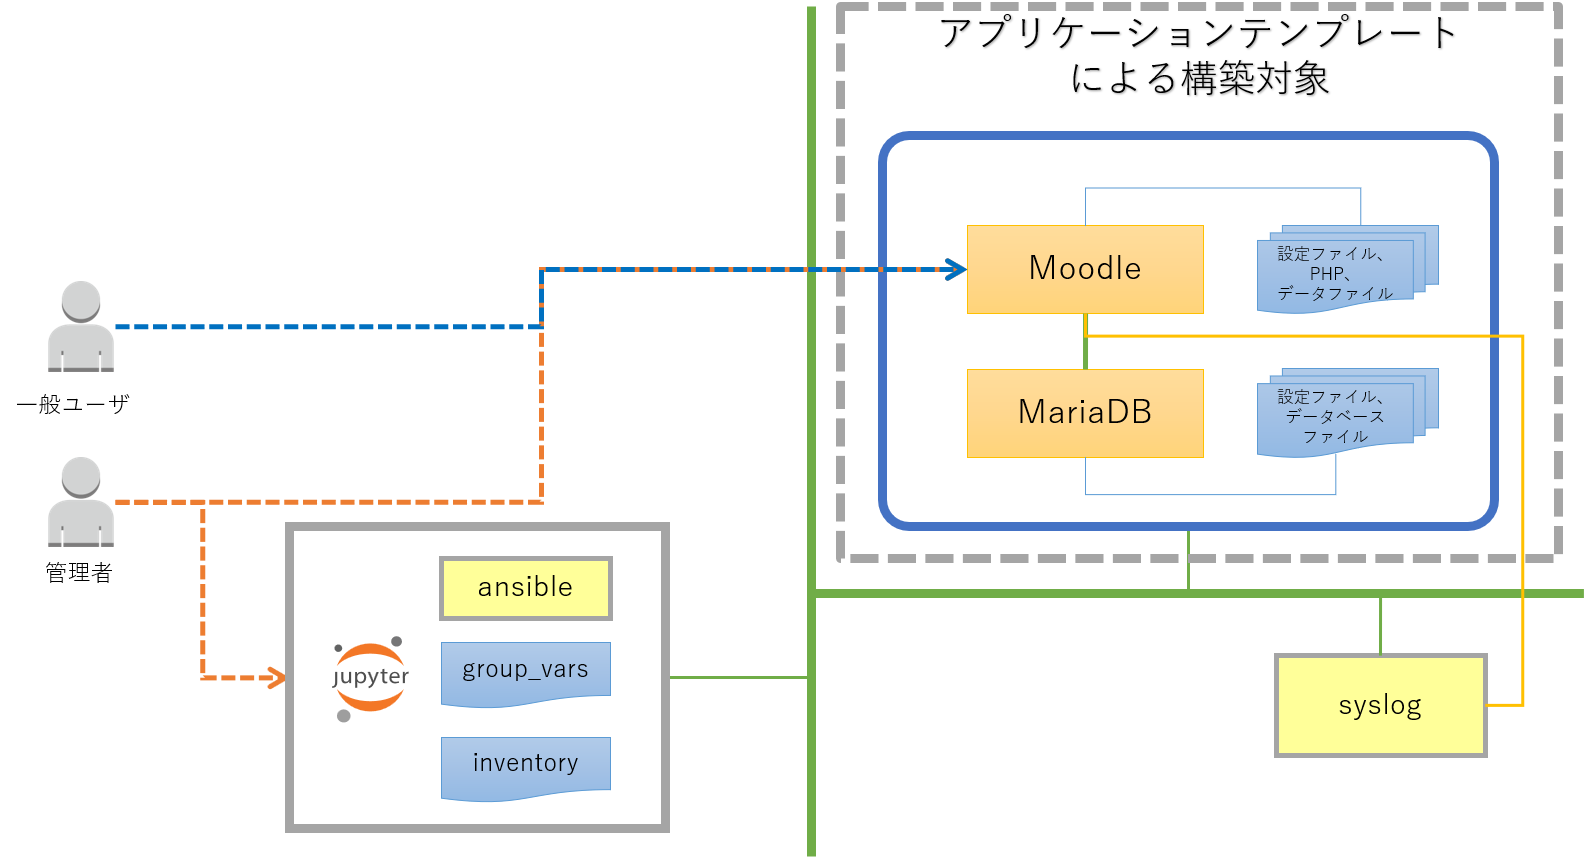 アプリケーションテンプレート
による構築対象
Moodle
設定ファイル、
PHP、
データファイル
MariaDB
設定ファイル、
データベース
ファイル
一般ユーザ
管理者
ansible
jupyter
group_vars
inventory
syslog